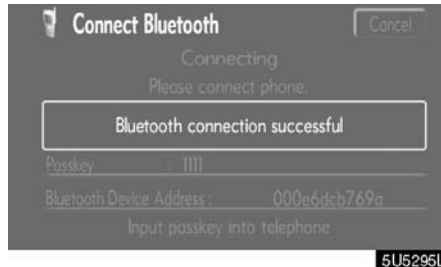 Connect Bluetooth
Cancel
Connecting
Please connect phone.
Bluetooth connection successful
Passkey : 1111
Bluetooth Device Address : 000e6dcb769a
Input passkey into telephone
5U5295L